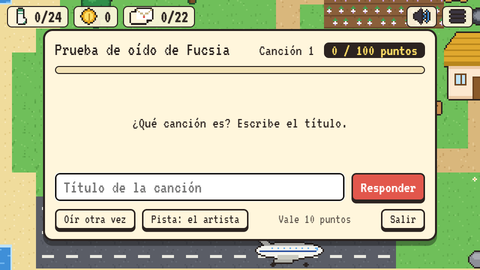 0/24 0 0/22
Prueba de oído de Fucsia Canción 1 0 / 100 puntos
¿Qué canción es? Escribe el título.
Título de la canción Responder
Oír otra vez Pista: el artista Vale 10 puntos Salir